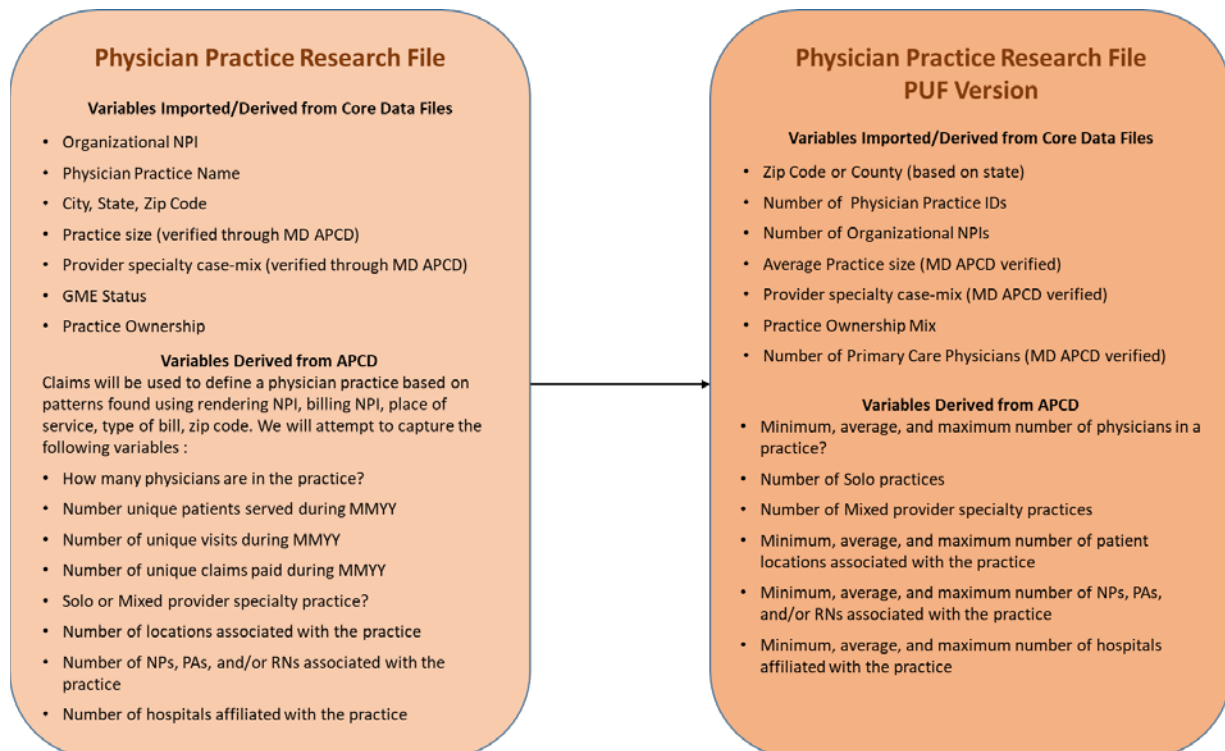 Physician Practice Research File
Variables Imported/Derived from Core Data Files
• Organizational NPI
• Physician Practice Name
• City, State, Zip Code
• Practice size (verified through MD APCD)
• Provider specialty case-mix (verified through MD APCD)
• GME Status
• Practice Ownership
Variables Derived from APCD
Claims will be used to define a physician practice based on
patterns found using rendering NPI, billing NPI, place of
service, type of bill, zip code. We will attempt to capture the
following variables :
• How many physicians are in the practice?
• Number unique patients served during MMYY
• Number of unique visits during MMYY
• Number of unique claims paid during MMYY
• Solo or Mixed provider specialty practice?
• Number of locations associated with the practice
• Number of NPs, PAs, and/or RNs associated with the
practice
• Number of hospitals affiliated with the practice
Physician Practice Research File
PUF Version
Variables Imported/Derived from Core Data Files
• Zip Code or County (based on state)
• Number of Physician Practice IDs
• Number of Organizational NPIs
• Average Practice size (MD APCD verified)
• Provider specialty case-mix (MD APCD verified)
• Practice Ownership Mix
• Number of Primary Care Physicians (MD APCD verified)
Variables Derived from APCD
• Minimum, average, and maximum number of physicians in a
practice?
• Number of Solo practices
• Number of Mixed provider specialty practices
• Minimum, average, and maximum number of patient
locations associated with the practice
• Minimum, average, and maximum number of NPs, PAs,
and/or RNs associated with the practice
• Minimum, average, and maximum number of hospitals
affiliated with the practice